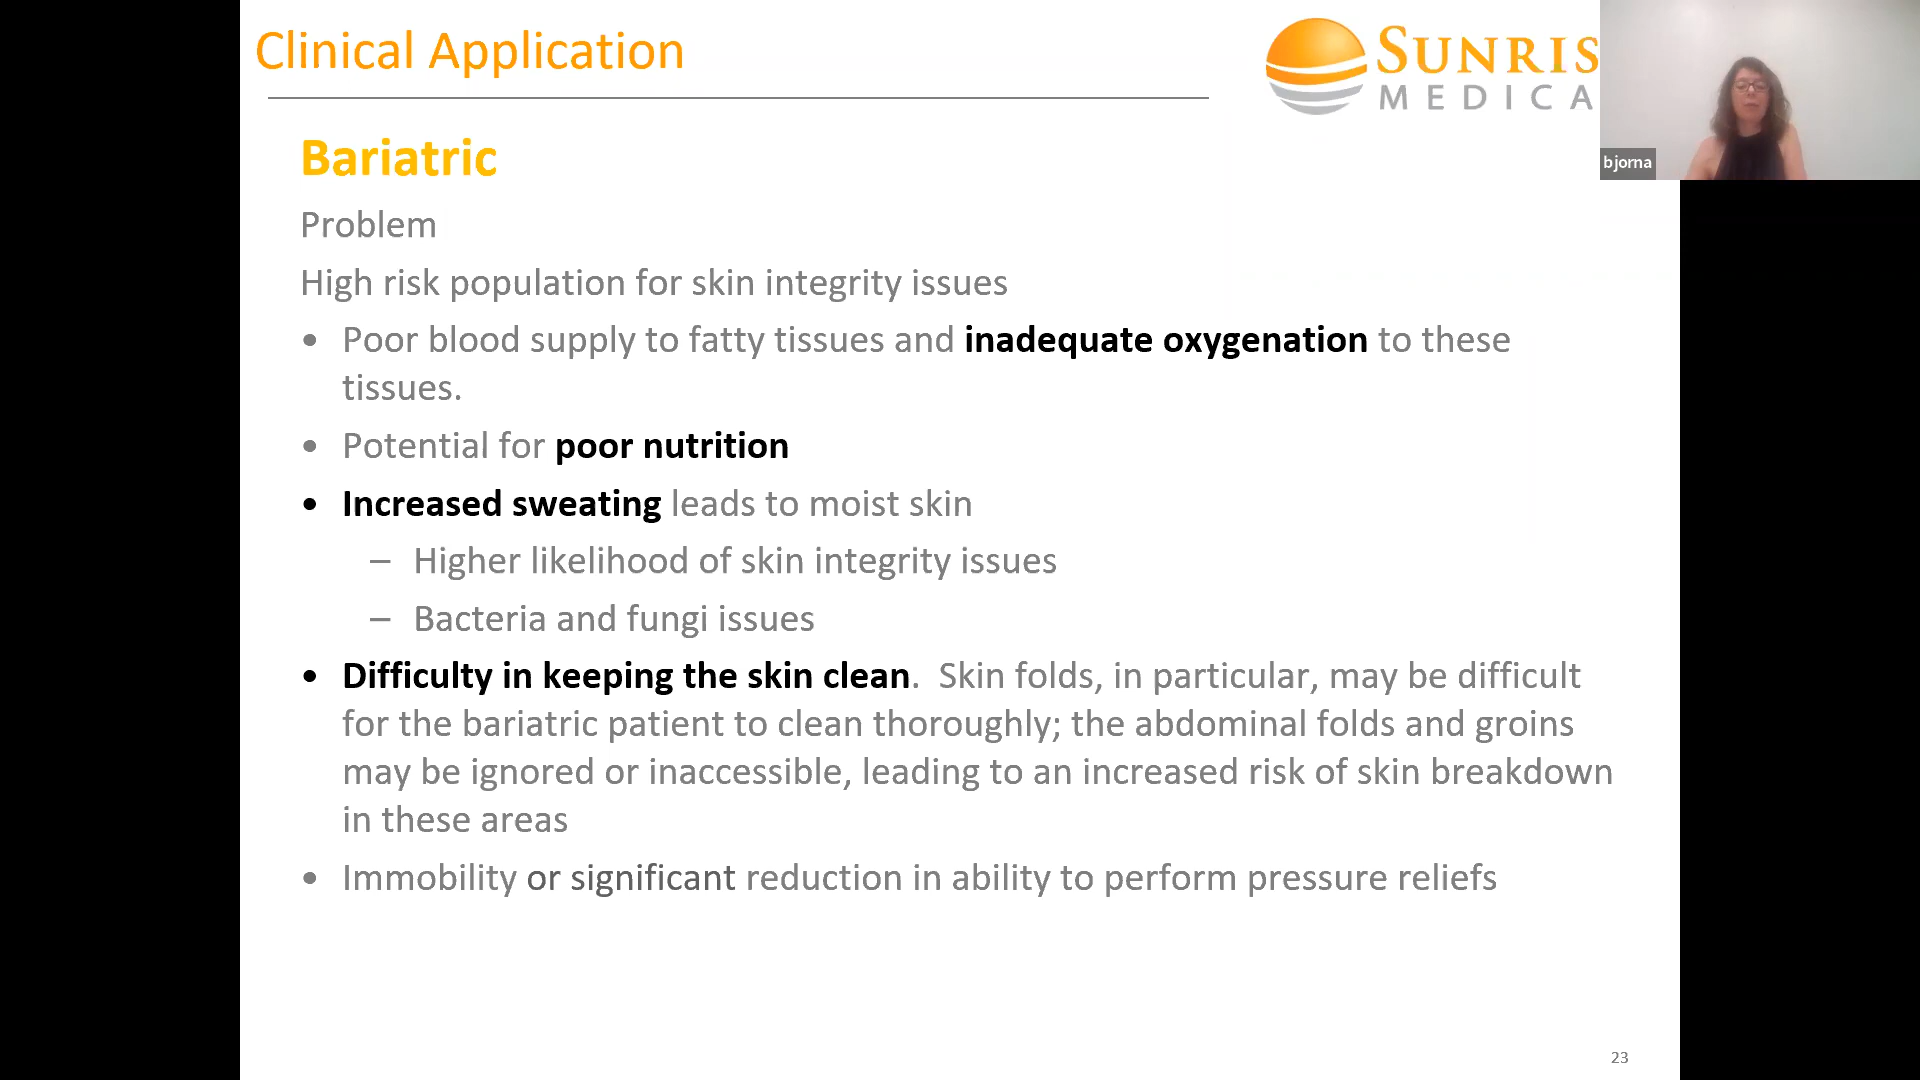 Clinical Application
SUNRIS
MEDICA
bjorna
Bariatric
Problem
High risk population for skin integrity issues
• Poor blood supply to fatty tissues and inadequate oxygenation to these
tissues.
• Potential for poor nutrition
• Increased sweating leads to moist skin
– Higher likelihood of skin integrity issues
– Bacteria and fungi issues
• Difficulty in keeping the skin clean.  Skin folds, in particular, may be difficult
for the bariatric patient to clean thoroughly; the abdominal folds and groins
may be ignored or inaccessible, leading to an increased risk of skin breakdown
in these areas
• Immobility or significant reduction in ability to perform pressure reliefs
23